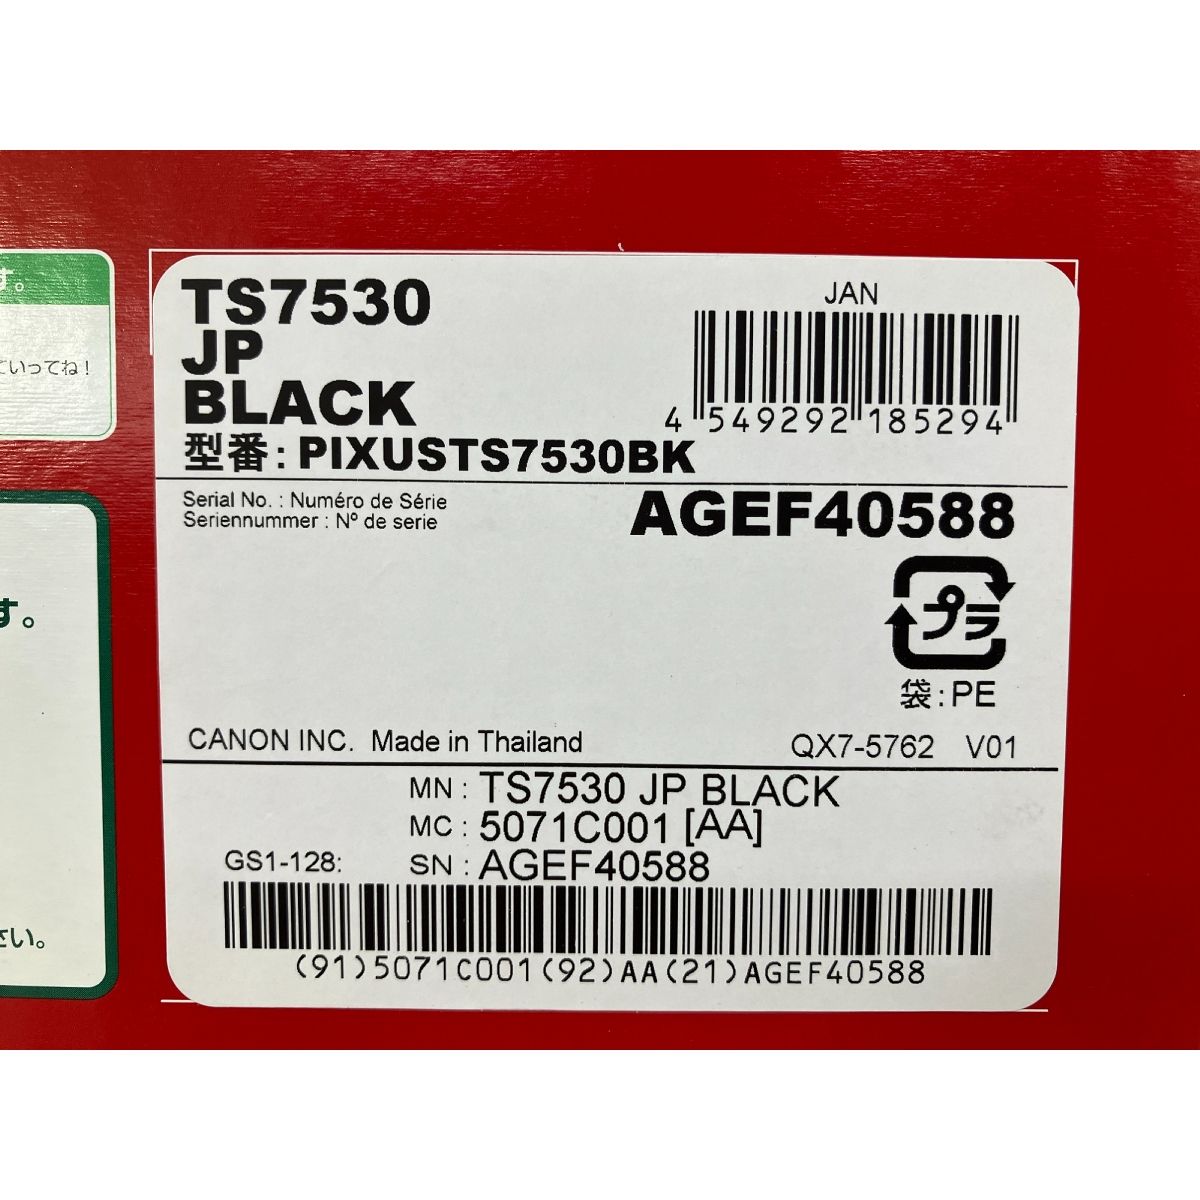 す。
ていってね!
す。
さい。
TS7530
JP
BLACK
型番:PIXUSTS7530BK
JAN
4 549292 185294
Serial No. : Numéro de Série
Seriennummer : Nº de serie
AGEF40588
プラ
袋:PE
CANON INC. Made in Thailand
QX7-5762 V01
MN : TS7530 JP BLACK
MC : 5071C001 [AA]
GS1-128: SN : AGEF40588
(91)5071C001(92)AA(21)AGEF40588